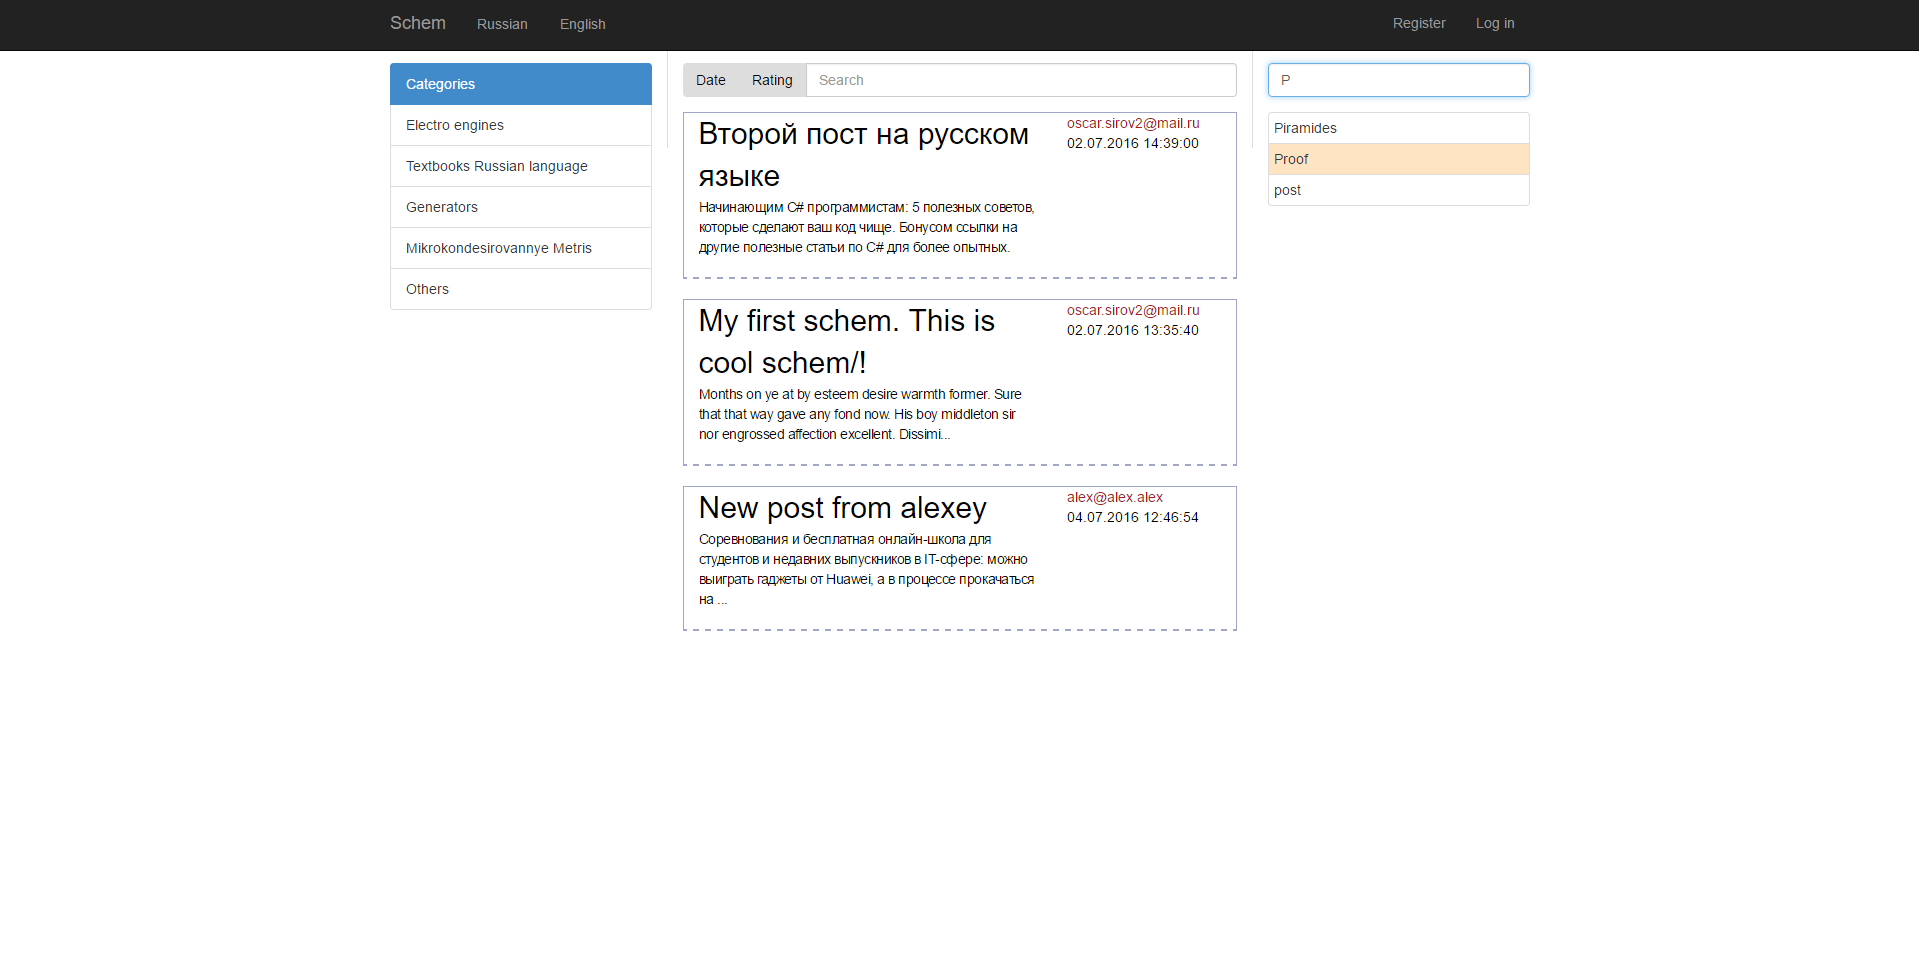 Schem Russian English Register Log in
Categories
Electro engines
Textbooks Russian language
Generators
Mikrokondesirovannye Metris
Others
Date Rating Search
Второй пост на русском
языке
Начинающим C# программистам: 5 полезных советов,
которые сделают ваш код чище. Бонусом ссылки на
другие полезные статьи по C# для более опытных.
oscar.sirov2@mail.ru
02.07.2016 14:39:00
My first schem. This is
cool schem/!
Months on ye at by esteem desire warmth former. Sure
that that way gave any fond now. His boy middleton sir
nor engrossed affection excellent. Dissimi...
oscar.sirov2@mail.ru
02.07.2016 13:35:40
New post from alexey
Соревнования и бесплатная онлайн-школа для
студентов и недавних выпускников в IT-сфере: можно
выиграть гаджеты от Huawei, а в процессе прокачаться
на ...
alex@alex.alex
04.07.2016 12:46:54
P
Piramides
Proof
post